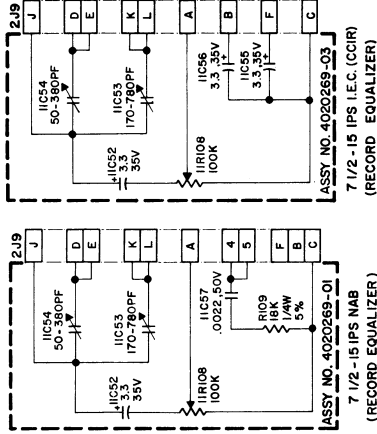 2J9
J
D
E
K
L
A
B
F
C
11C54
50-380PF
11C53
170-780PF
11C56
3.3,35V
11C55
3.3,35V
+
+
+11C52
3.3
35V
11R108
100K
ASSY NO. 4020269-03
7 1/2-15 IPS I.E.C. (CCIR)
(RECORD EQUALIZER)
2J9
J
D
E
K
L
A
4
5
F
B
C
11C54
50-380PF
11C53
170-780PF
11C57
.0022,50V
+11C52
3.3
35V
R109
18K
1/4W
5%
11R108
100K
ASSY NO. 4020269-01
7 1/2-15 IPS NAB
(RECORD EQUALIZER)